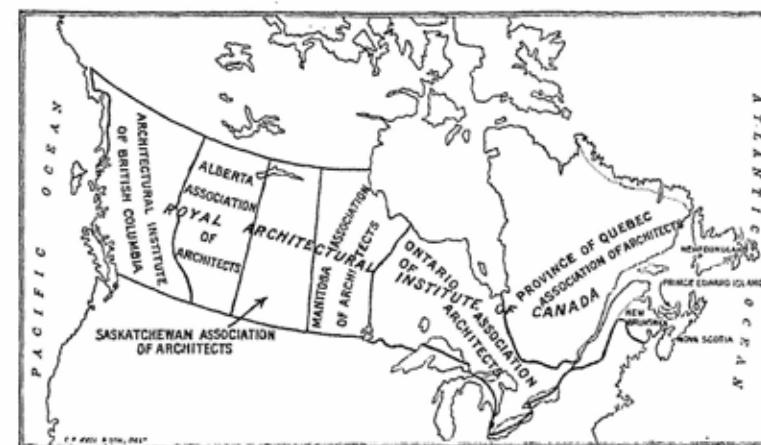 PACIFIC OCEAN
ATLANTIC OCEAN
ARCHITECTURAL INSTITUTE
OF BRITISH COLUMBIA
ALBERTA
ASSOCIATION
OF
ARCHITECTS
ROYAL ARCHITECTURAL INSTITUTE OF CANADA
SASKATCHEWAN ASSOCIATION
OF ARCHITECTS
MANITOBA ASSOCIATION
OF ARCHITECTS
ONTARIO ASSOCIATION
OF
ARCHITECTS
PROVINCE OF QUEBEC
ASSOCIATION OF ARCHITECTS
NEWFOUNDLAND
PRINCE EDWARD ISLAND
NEW
BRUNSWICK
NOVA SCOTIA